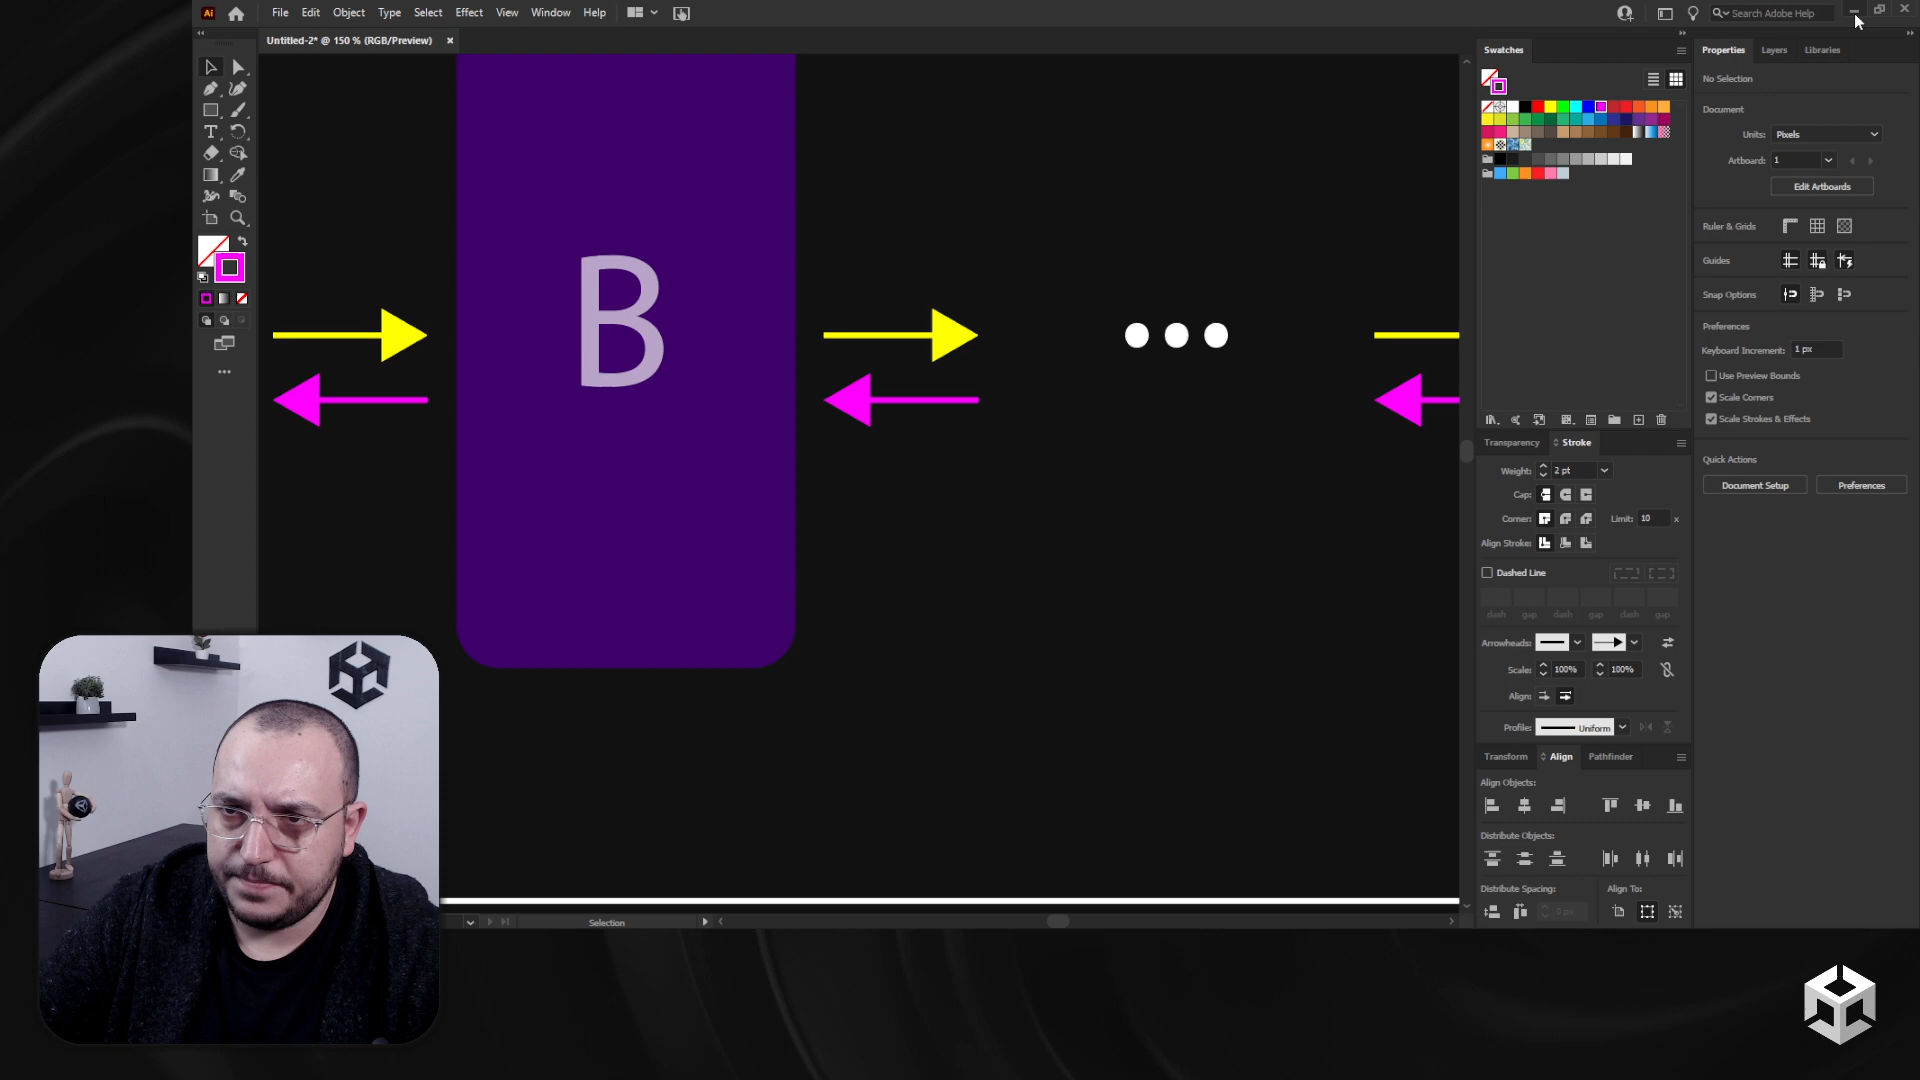 Ai File Edit Object Type Select Effect View Window Help
Search Adobe Help
Untitled-2* @ 150 % (RGB/Preview)
Swatches
Properties Layers Libraries
No Selection
Document
Units: Pixels
Artboard: 1
Edit Artboards
Ruler & Grids
Guides
Snap Options
Preferences
Keyboard Increment: 1 px
Use Preview Bounds
Scale Corners
Scale Strokes & Effects
Quick Actions
Document Setup Preferences
B
Transparency Stroke
Weight: 2 pt
Cap:
Corner: Limit: 10 x
Align Stroke:
Dashed Line
dash gap dash gap dash gap
Arrowheads:
Scale: 100% 100%
Align:
Profile: Uniform
Transform Align Pathfinder
Align Objects:
Distribute Objects:
Distribute Spacing: Align To:
0 px
Selection